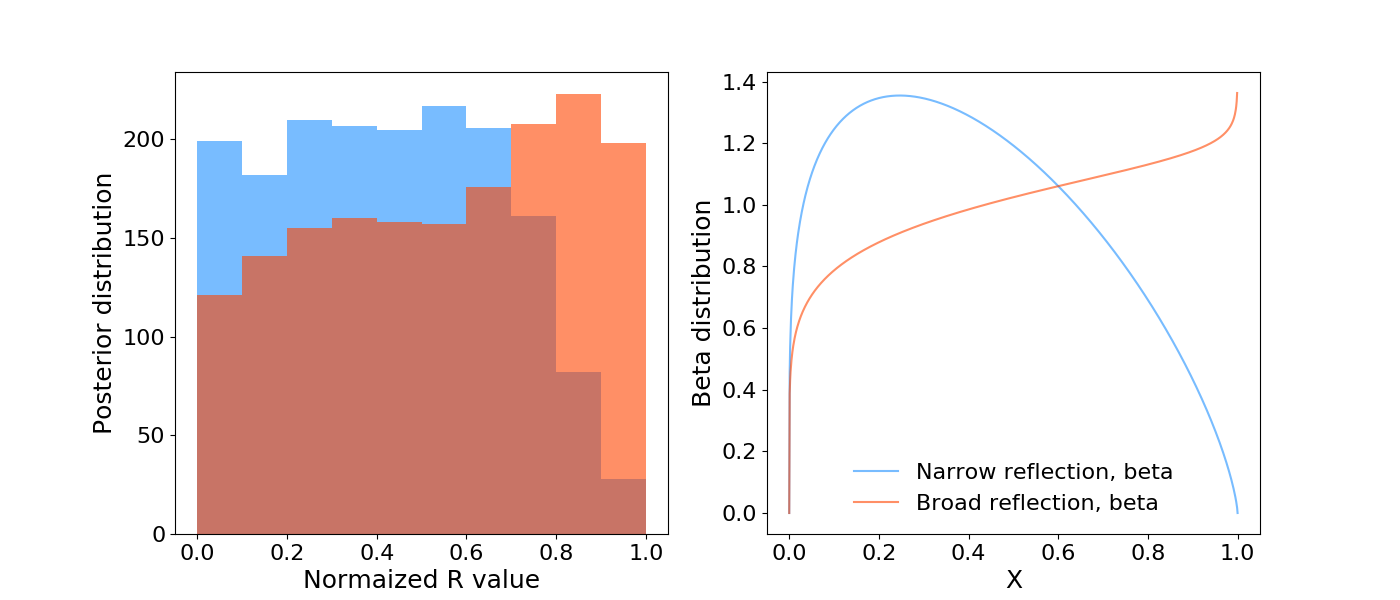 Posterior distribution
200
150
100
50
0
0.0 0.2 0.4 0.6 0.8 1.0
Normaized R value
Beta distribution
1.4
1.2
1.0
0.8
0.6
0.4
0.2
0.0
Narrow reflection, beta
Broad reflection, beta
0.0 0.2 0.4 0.6 0.8 1.0
X